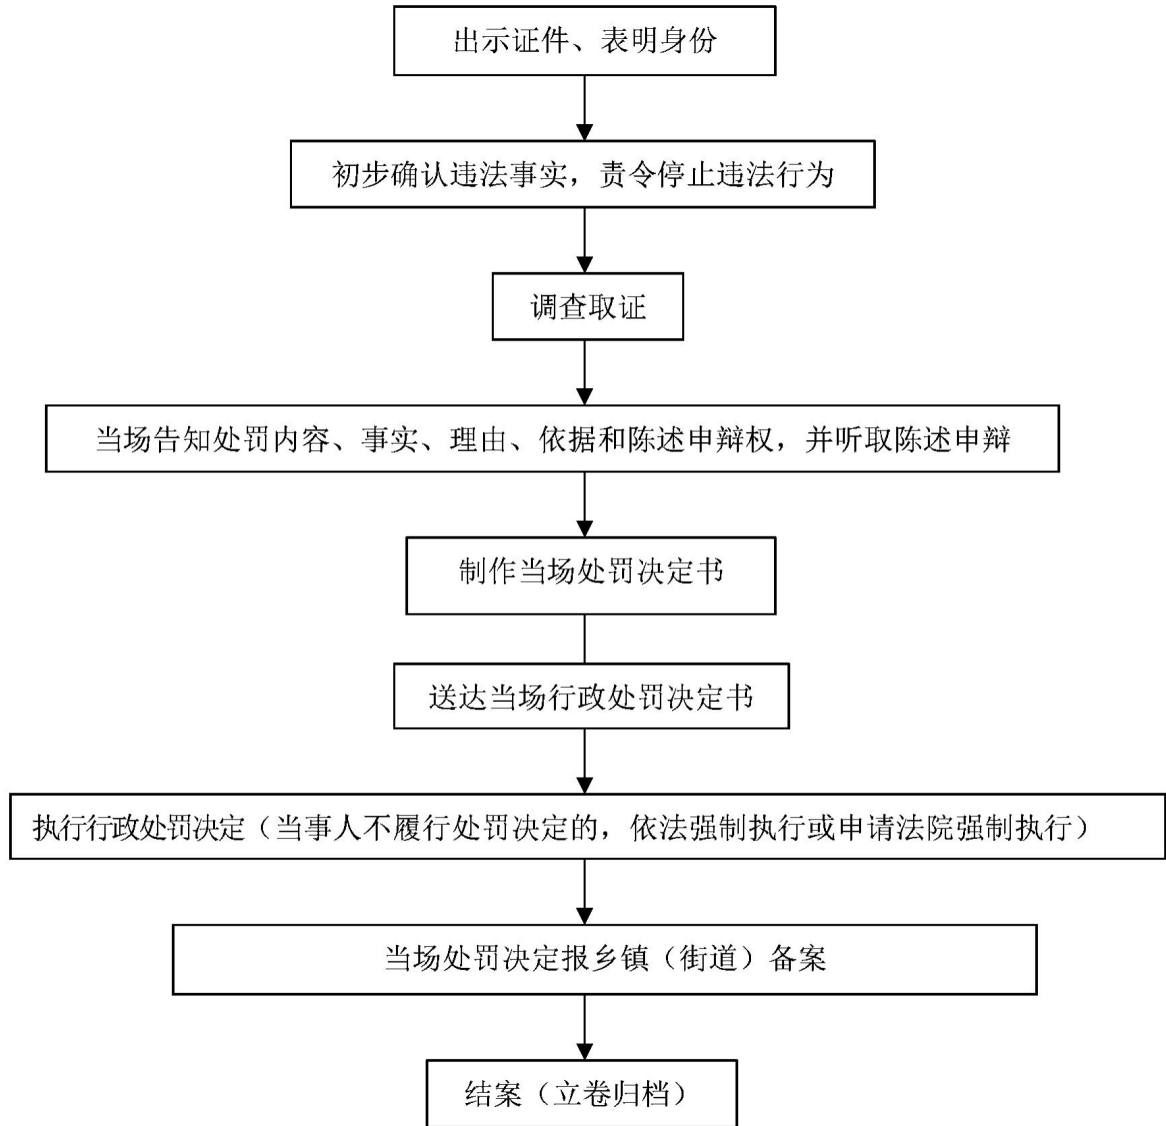 出示证件、表明身份
初步确认违法事实，责令停止违法行为
调查取证
当场告知处罚内容、事实、理由、依据和陈述申辩权，并听取陈述申辩
制作当场处罚决定书
送达当场行政处罚决定书
执行行政处罚决定（当事人不履行处罚决定的，依法强制执行或申请法院强制执行）
当场处罚决定报乡镇（街道）备案
结案（立卷归档）